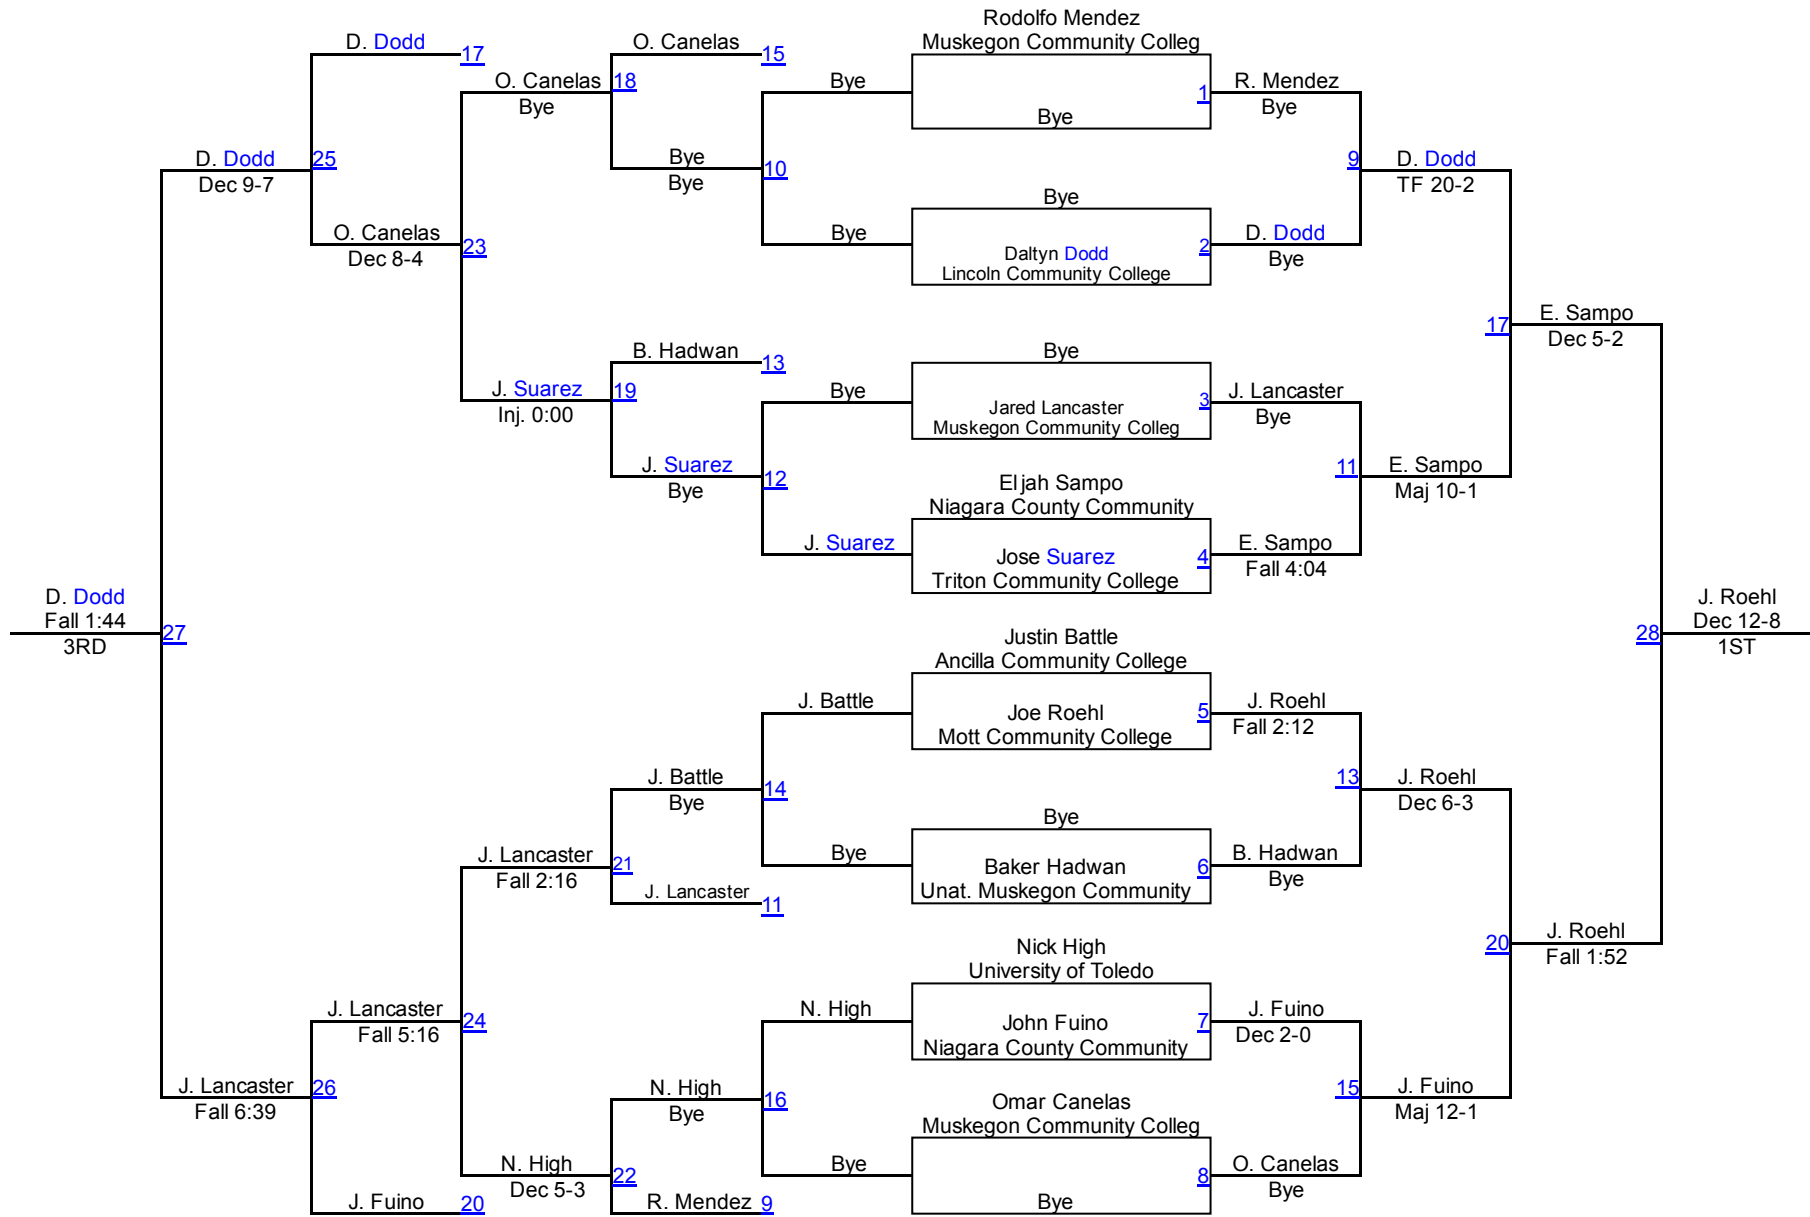 Rodolfo Mendez
D. Dodd
O. Canelas
Muskegon Community Colleg
17
15
O. Canelas
18
Bye
1
R. Mendez
Bye
Bye
Bye
D. Dodd
25
Bye
10
9
D. Dodd
Dec 9-7
Bye
TF 20-2
Bye
O. Canelas
23
Bye
Daltyn Dodd
2
D. Dodd
Dec 8-4
Lincoln Community College
Bye
17
E. Sampo
B. Hadwan
13
Bye
Dec 5-2
J. Suarez
19
Bye
Jared Lancaster
3
J. Lancaster
Inj. 0:00
Muskegon Community Colleg
Bye
J. Suarez
12
Eljah Sampo
11
E. Sampo
Bye
Niagara County Community
Maj 10-1
J. Suarez
Jose Suarez
4
E. Sampo
Triton Community College
Fall 4:04
D. Dodd
J. Roehl
Fall 1:44
27
Justin Battle
28
Dec 12-8
3RD
Ancilla Community College
1ST
J. Battle
Joe Roehl
5
J. Roehl
Mott Community College
Fall 2:12
J. Battle
14
13
J. Roehl
Bye
Bye
Dec 6-3
J. Lancaster
21
Bye
Baker Hadwan
6
B. Hadwan
Fall 2:16
Unat. Muskegon Community
Bye
J. Lancaster
11
Nick High
20
J. Roehl
University of Toledo
Fall 1:52
J. Lancaster
24
N. High
John Fuino
7
J. Fuino
Fall 5:16
Niagara County Community
Dec 2-0
J. Lancaster
26
N. High
16
Omar Canelas
15
J. Fuino
Fall 6:39
Bye
Muskegon Community Colleg
Maj 12-1
N. High
22
Bye
8
O. Canelas
Dec 5-3
Bye
J. Fuino
20
R. Mendez
9
Bye